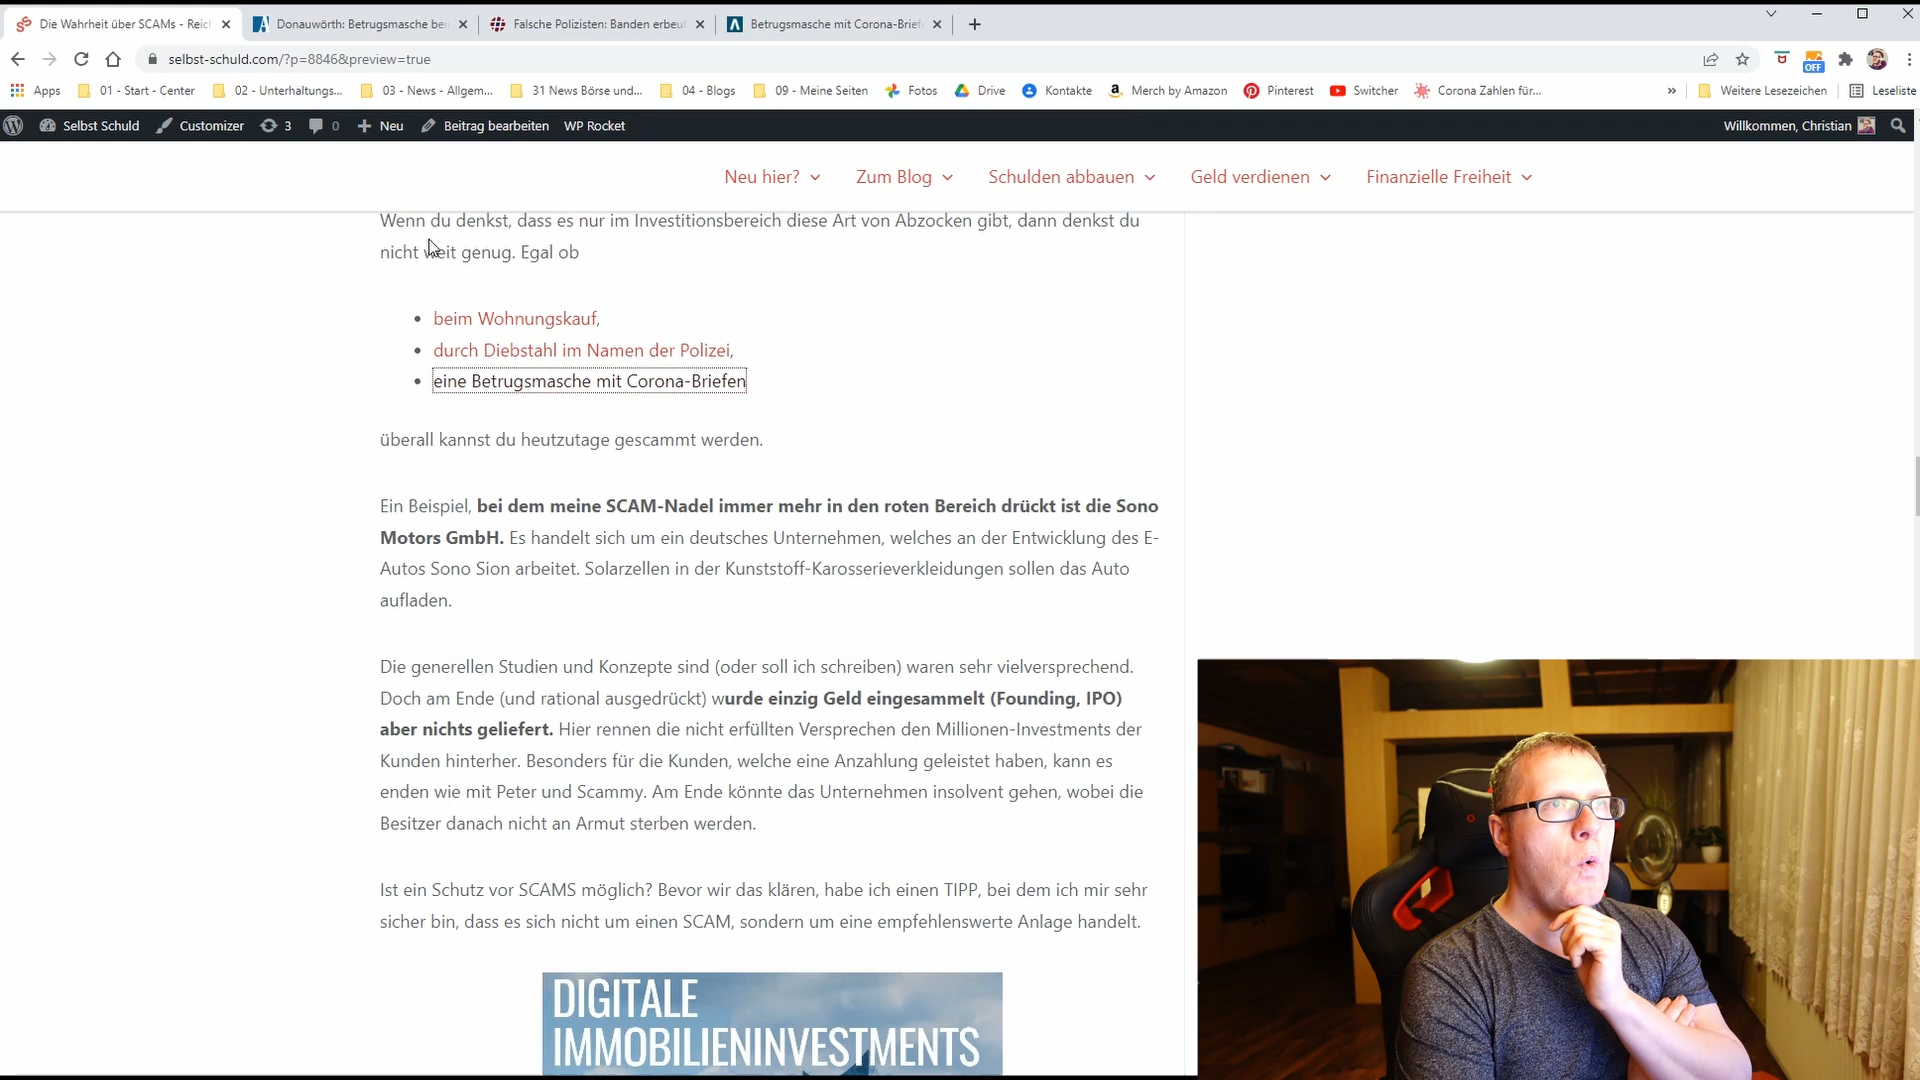 Die Wahrheit über SCAMs - Reich
Donauwörth: Betrugsmasche bei
Falsche Polizisten: Banden erbeut
Betrugsmasche mit Corona-Brief
selbst-schuld.com/?p=8846&preview=true
OFF
Apps
01 - Start - Center
02 - Unterhaltungs...
03 - News - Allgem...
31 News Börse und...
04 - Blogs
09 - Meine Seiten
Fotos
Drive
Kontakte
Merch by Amazon
Pinterest
Switcher
Corona Zahlen für...
»
Weitere Lesezeichen
Leseliste
Selbst Schuld
Customizer
3
0
Neu
Beitrag bearbeiten
WP Rocket
Willkommen, Christian
Neu hier?
Zum Blog
Schulden abbauen
Geld verdienen
Finanzielle Freiheit
Wenn du denkst, dass es nur im Investitionsbereich diese Art von Abzocken gibt, dann denkst du
nicht weit genug. Egal ob
• beim Wohnungskauf,
• durch Diebstahl im Namen der Polizei,
• eine Betrugsmasche mit Corona-Briefen
überall kannst du heutzutage gescammt werden.
Ein Beispiel, bei dem meine SCAM-Nadel immer mehr in den roten Bereich drückt ist die Sono
Motors GmbH. Es handelt sich um ein deutsches Unternehmen, welches an der Entwicklung des E-
Autos Sono Sion arbeitet. Solarzellen in der Kunststoff-Karosserieverkleidungen sollen das Auto
aufladen.
Die generellen Studien und Konzepte sind (oder soll ich schreiben) waren sehr vielversprechend.
Doch am Ende (und rational ausgedrückt) wurde einzig Geld eingesammelt (Founding, IPO)
aber nichts geliefert. Hier rennen die nicht erfüllten Versprechen den Millionen-Investments der
Kunden hinterher. Besonders für die Kunden, welche eine Anzahlung geleistet haben, kann es
enden wie mit Peter und Scammy. Am Ende könnte das Unternehmen insolvent gehen, wobei die
Besitzer danach nicht an Armut sterben werden.
Ist ein Schutz vor SCAMS möglich? Bevor wir das klären, habe ich einen TIPP, bei dem ich mir sehr
sicher bin, dass es sich nicht um einen SCAM, sondern um eine empfehlenswerte Anlage handelt.
DIGITALE
IMMOBILIENINVESTMENTS